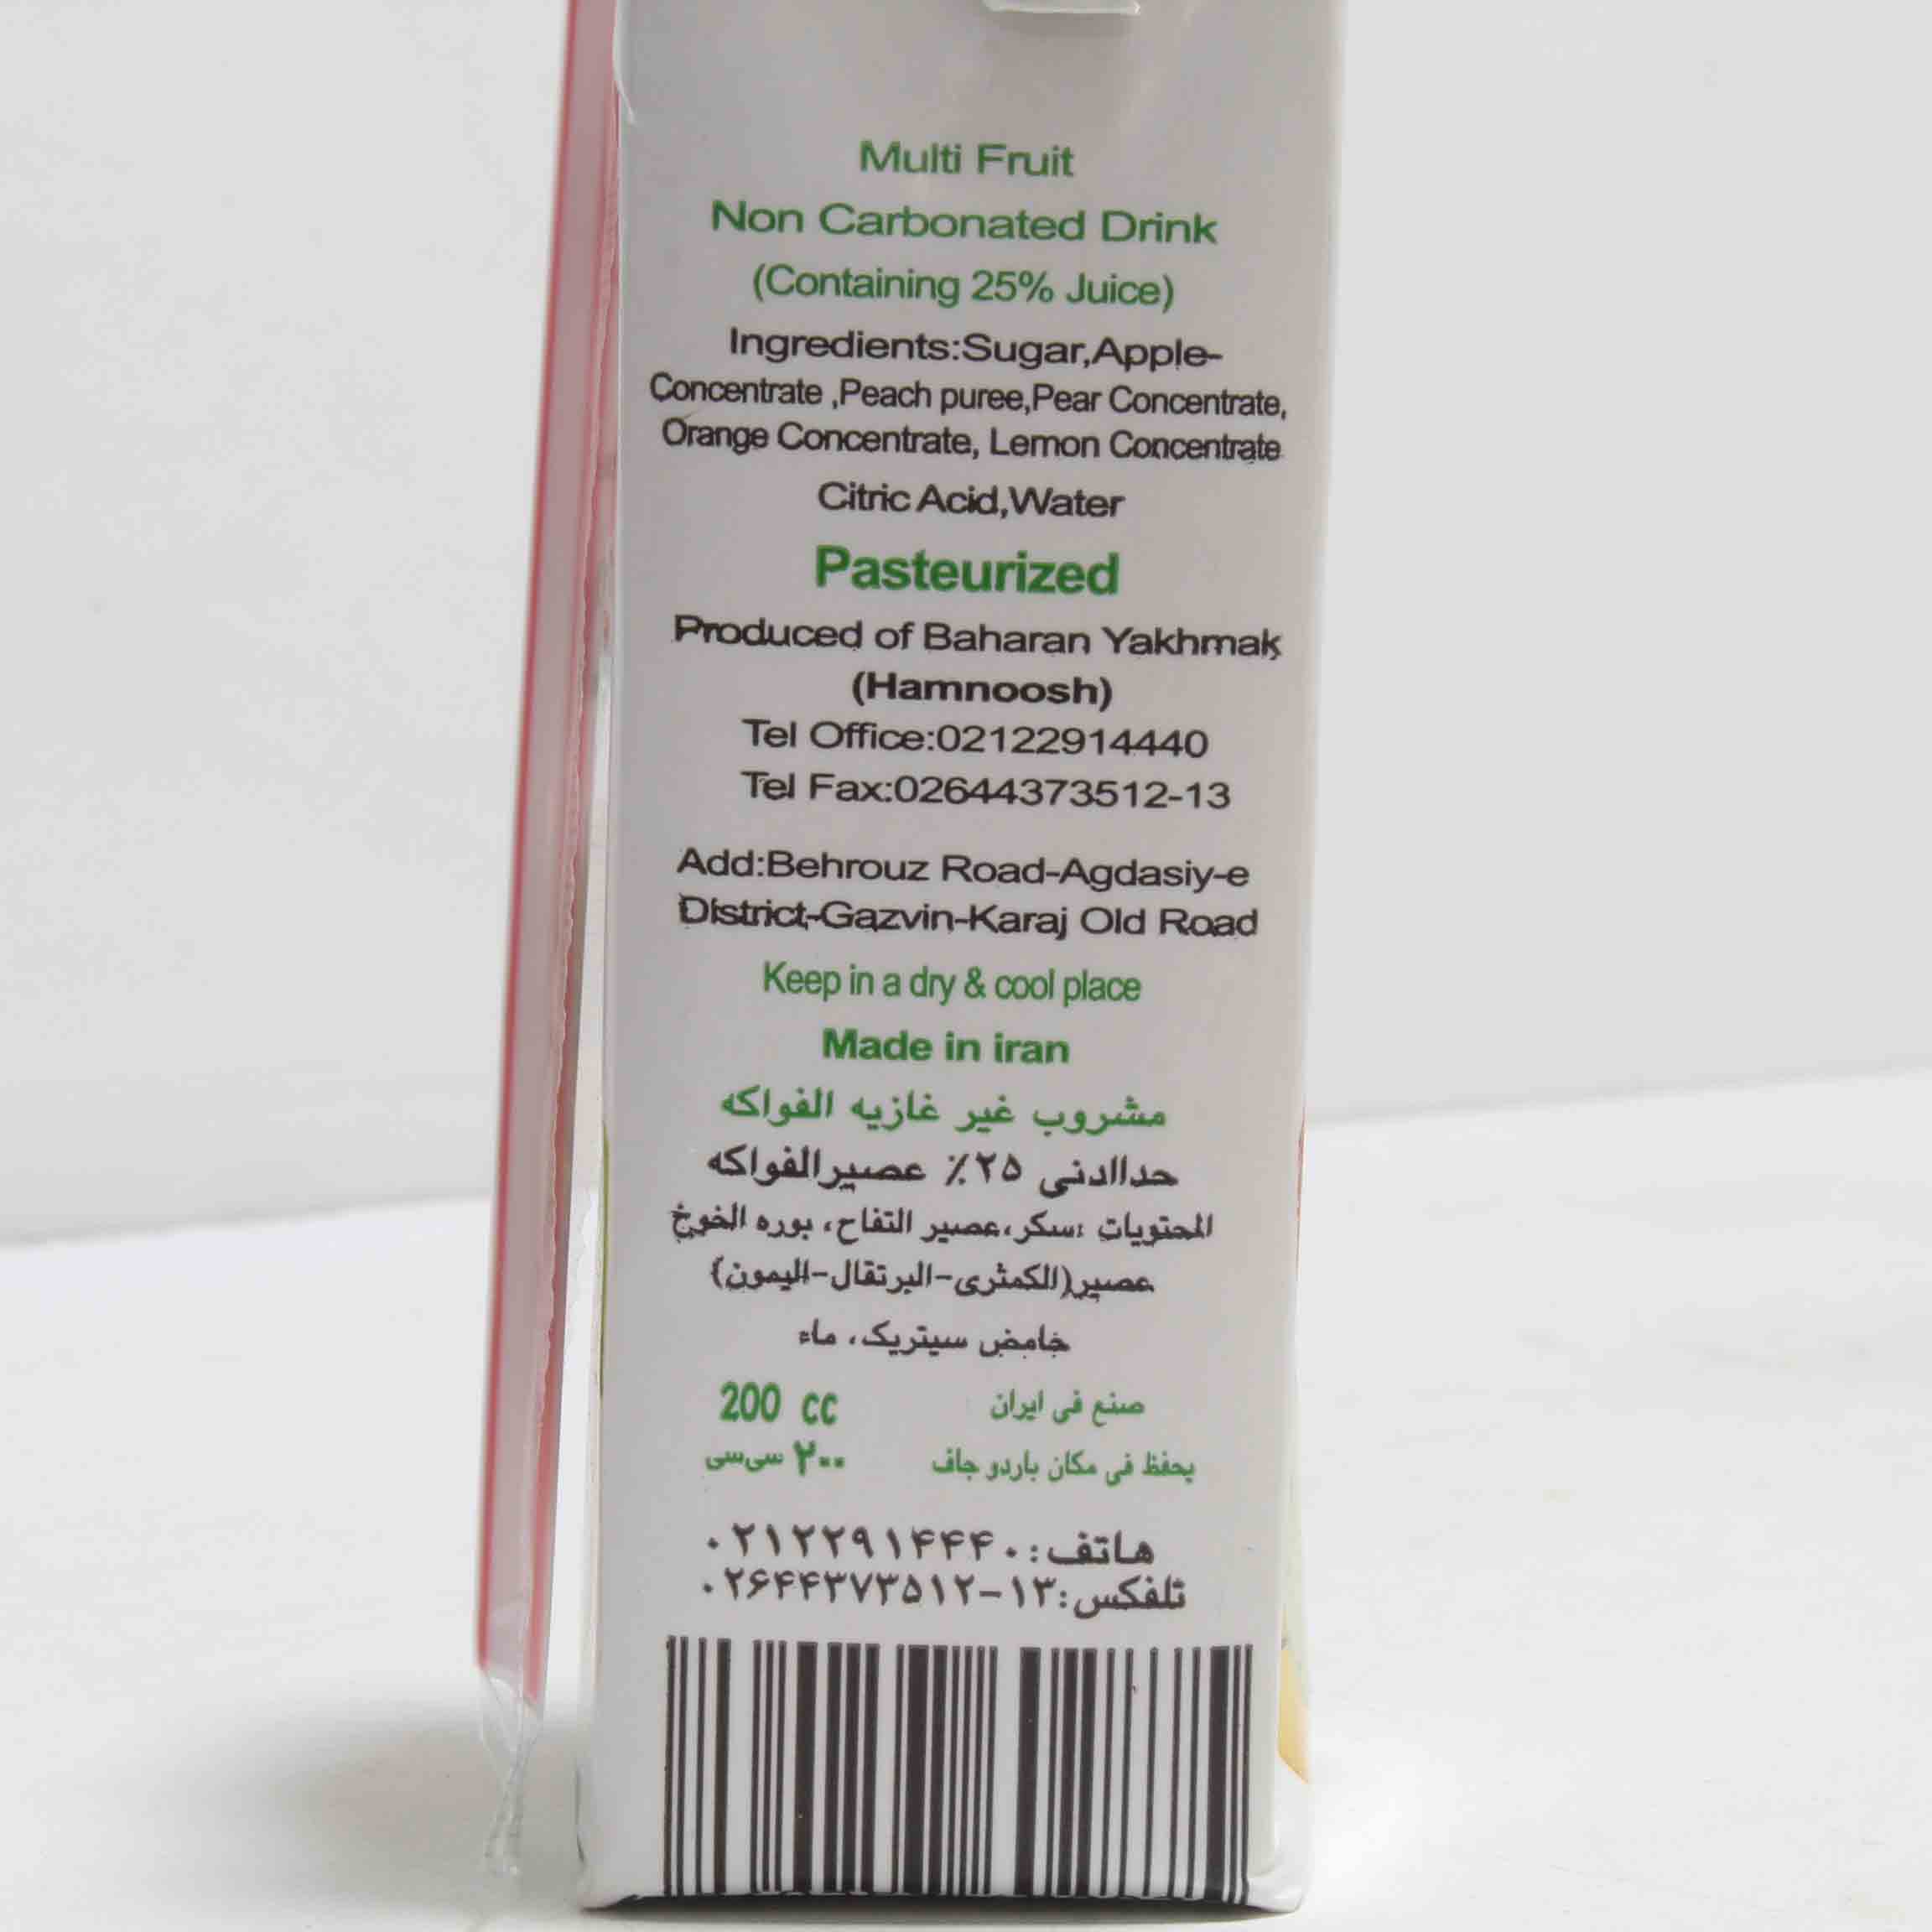 Multi Fruit
Non Carbonated Drink
(Containing 25% Juice)
Ingredients:Sugar,Apple-
Concentrate ,Peach puree,Pear Concentrate,
Orange Concentrate, Lemon Concentrate
Citric Acid,Water
Pasteurized
Produced of Baharan Yakhmak
(Hamnoosh)
Tel Office:02122914440
Tel Fax:02644373512-13
Add:Behrouz Road-Agdasiy-e
District-Gazvin-Karaj Old Road
Keep in a dry & cool place
Made in iran
مشروب غیر غازیه الفواکه
حداالدنی ۲۵٪ عصیرالفواکه
المحتویات :سکر،عصیر التفاح، بوره الخوخ
عصیر(الکمثری-البرتقال-الیمون)
حامض سیتریک، ماء
صنع فی ایران 200 cc
یحفظ فی مکان باردو جاف ۲۰۰ سی‌سی
هاتف:۰۲۱۲۲۹۱۴۴۴۰
تلفکس:۱۳-۰۲۶۴۴۳۷۳۵۱۲